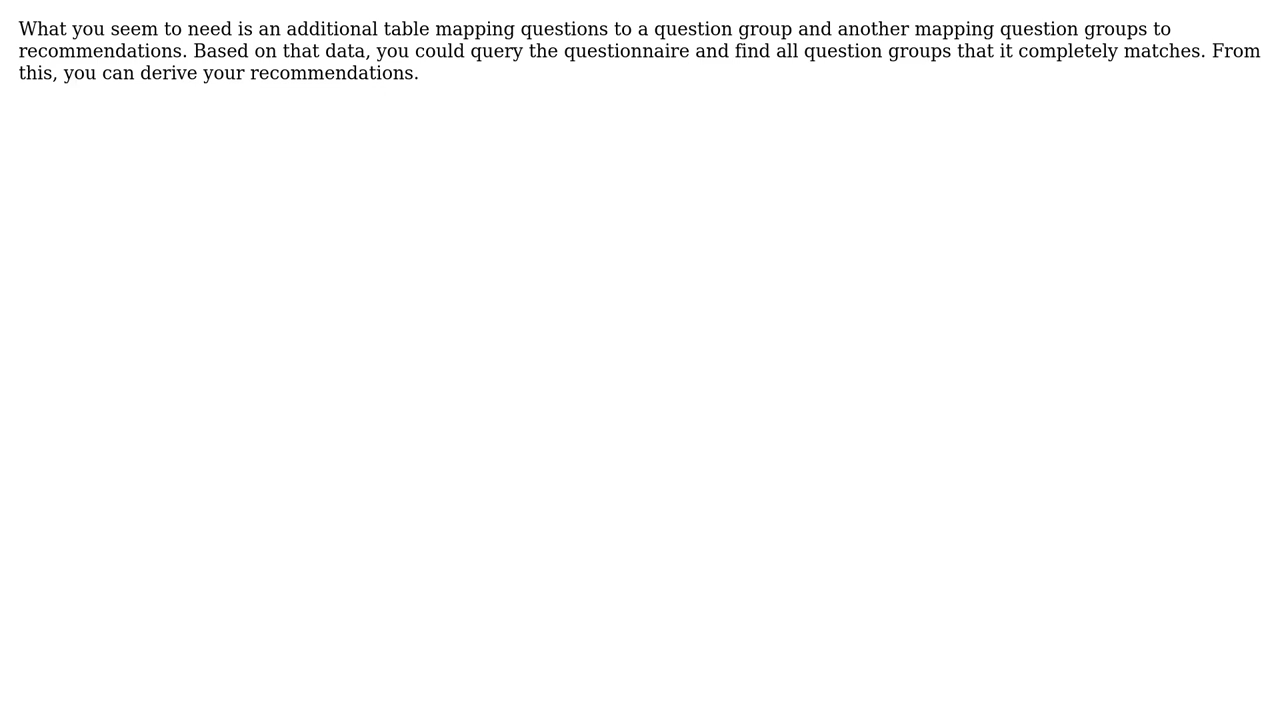 What you seem to need is an additional table mapping questions to a question group and another mapping question groups to
recommendations. Based on that data, you could query the questionnaire and find all question groups that it completely matches. From
this, you can derive your recommendations.